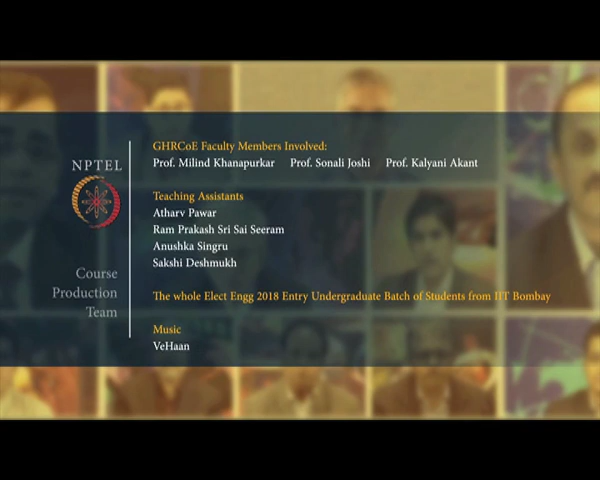 NPTEL
Course
Production
Team
GHRCoE Faculty Members Involved:
Prof. Milind Khanapurkar Prof. Sonali Joshi Prof. Kalyani Akant
Teaching Assistants
Atharv Pawar
Ram Prakash Sri Sai Seeram
Anushka Singru
Sakshi Deshmukh
The whole Elect Engg 2018 Entry Undergraduate Batch of Students from IIT Bombay
Music
VeHaan